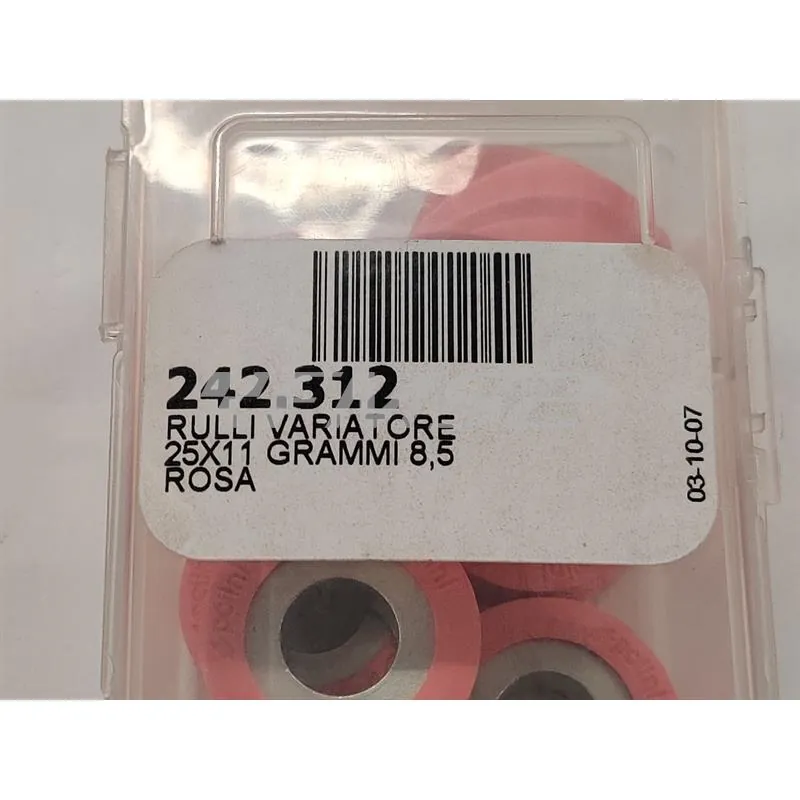 242.312
RULLI VARIATORE
25X11 GRAMMI 8,5
ROSA
03-10-07